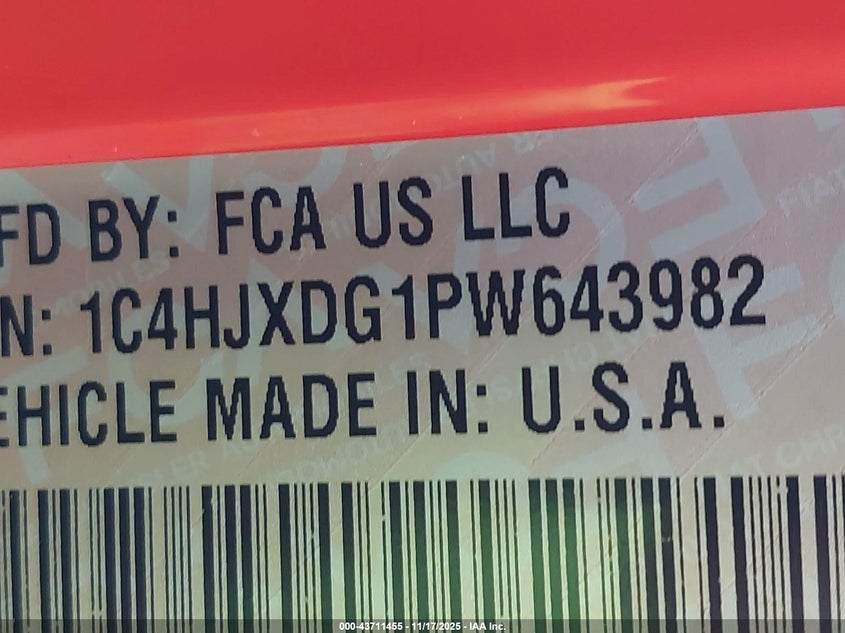 FD BY: FCA US LLC
N: 1C4HJXDG1PW643982
EHICLE MADE IN: U.S.A.
000-43711455 - 11/17/2025 - IAA Inc.